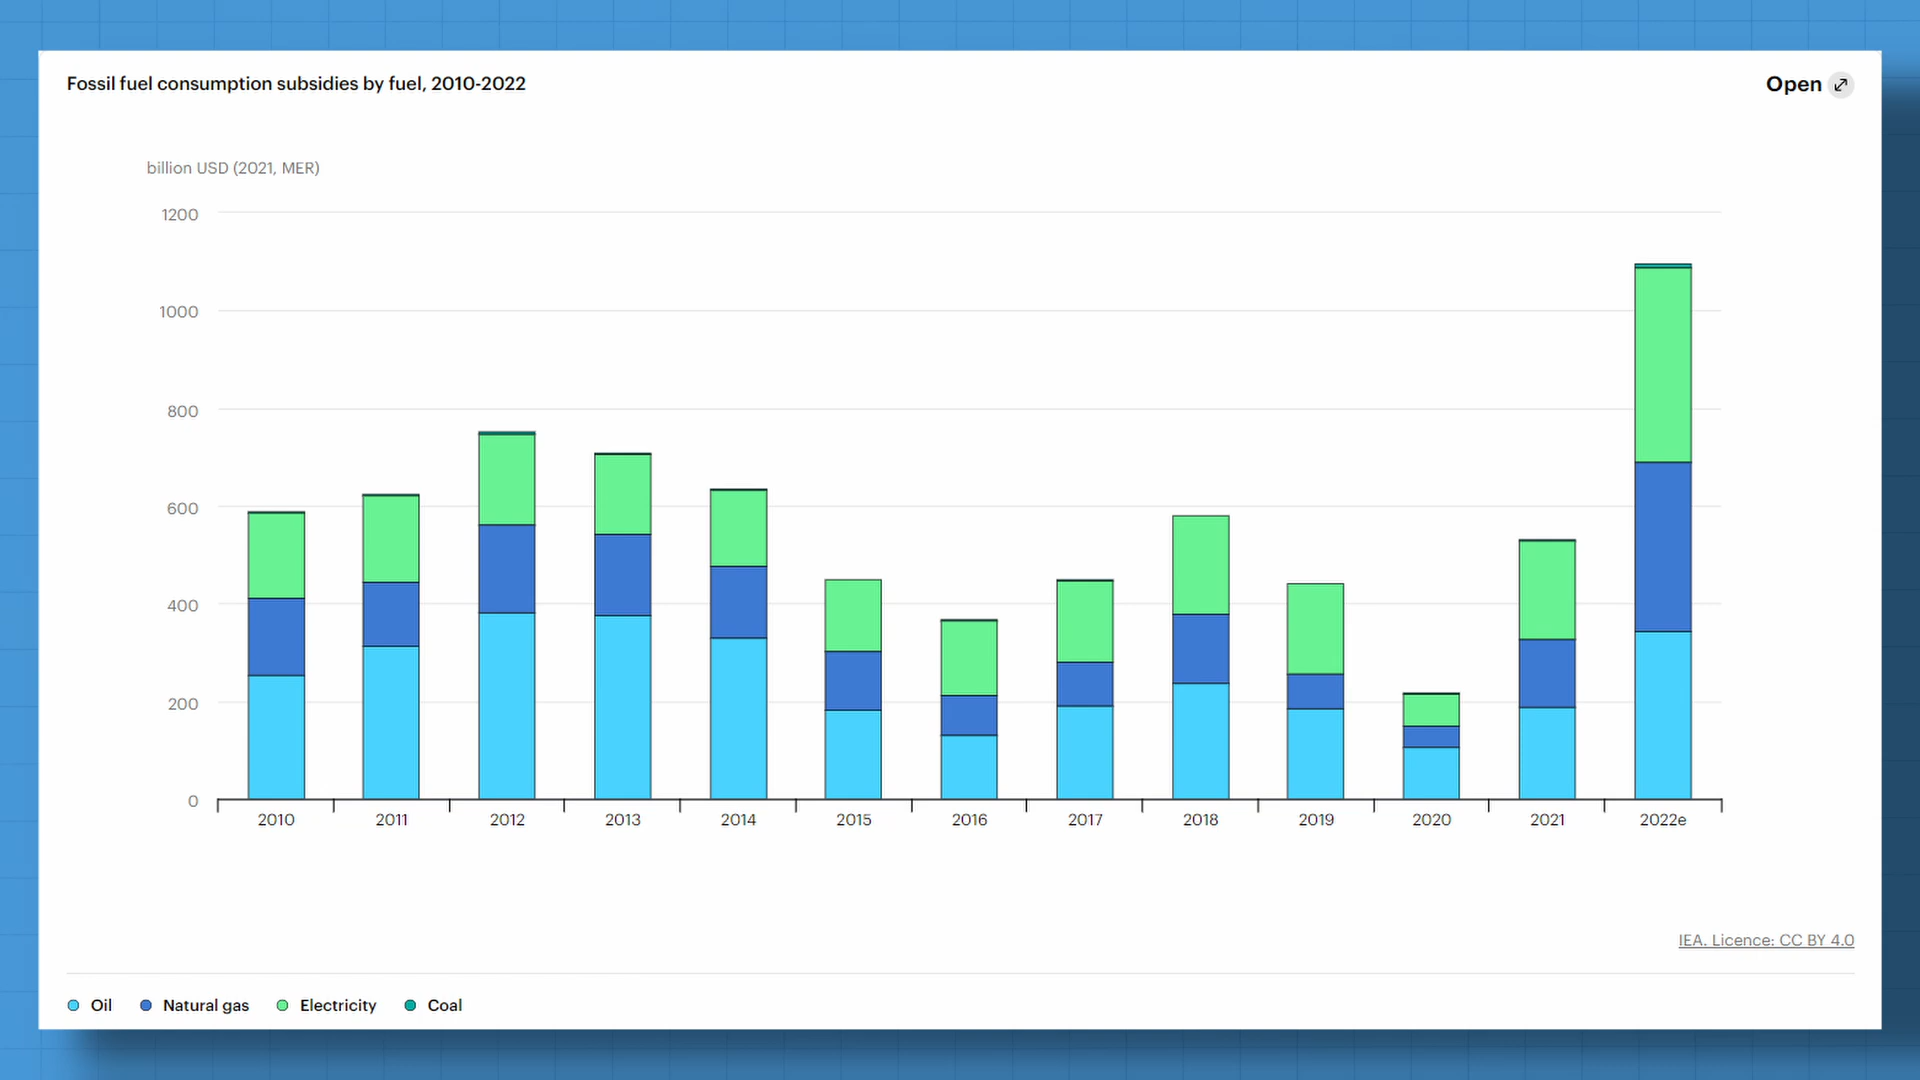 Fossil fuel consumption subsidies by fuel, 2010-2022
Open
billion USD (2021, MER)
1200
1000
800
600
400
200
0
2010 2011 2012 2013 2014 2015 2016 2017 2018 2019 2020 2021 2022e
IEA. Licence: CC BY 4.0
Oil Natural gas Electricity Coal